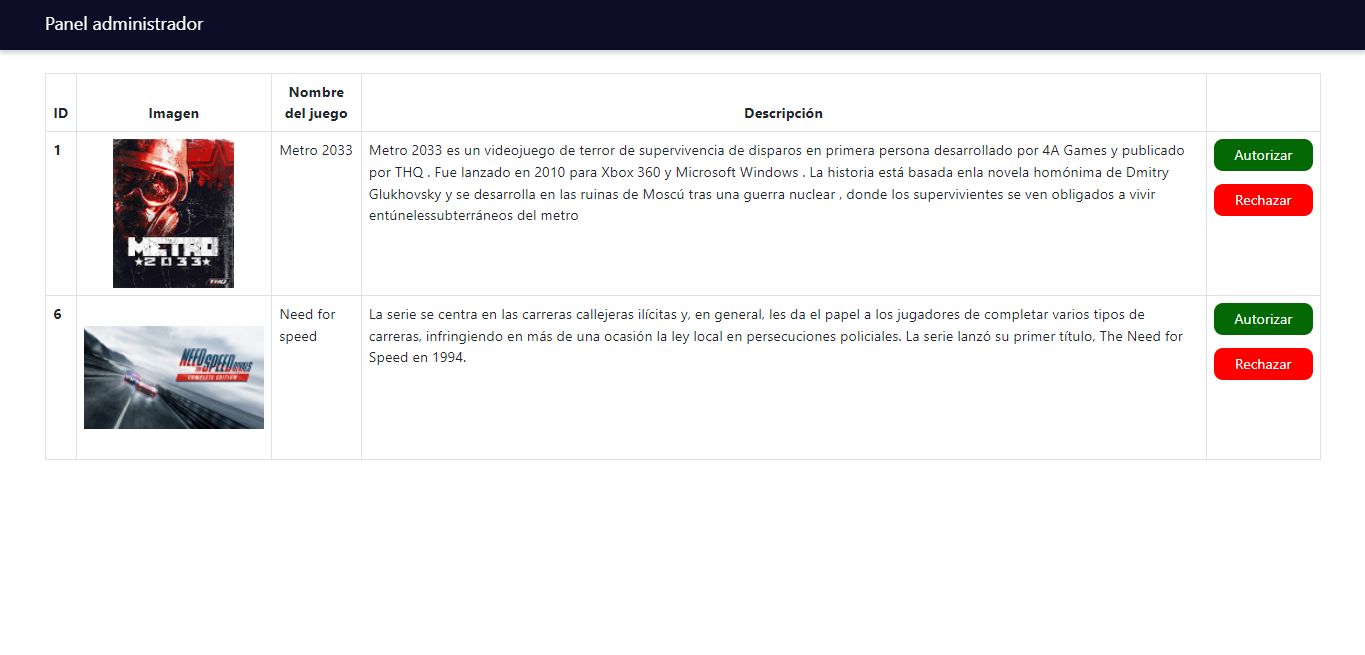 Panel administrador
ID
Imagen
Nombre
del juego
Descripción
1
METRO
2033
THQ
Metro 2033
Metro 2033 es un videojuego de terror de supervivencia de disparos en primera persona desarrollado por 4A Games y publicado
por THQ . Fue lanzado en 2010 para Xbox 360 y Microsoft Windows . La historia está basada enla novela homónima de Dmitry
Glukhovsky y se desarrolla en las ruinas de Moscú tras una guerra nuclear , donde los supervivientes se ven obligados a vivir
entúnelessubterráneos del metro
Autorizar
Rechazar
6
NEED FOR SPEED RIVALS
COMPLETE EDITION
Need for
speed
La serie se centra en las carreras callejeras ilícitas y, en general, les da el papel a los jugadores de completar varios tipos de
carreras, infringiendo en más de una ocasión la ley local en persecuciones policiales. La serie lanzó su primer título, The Need for
Speed en 1994.
Autorizar
Rechazar